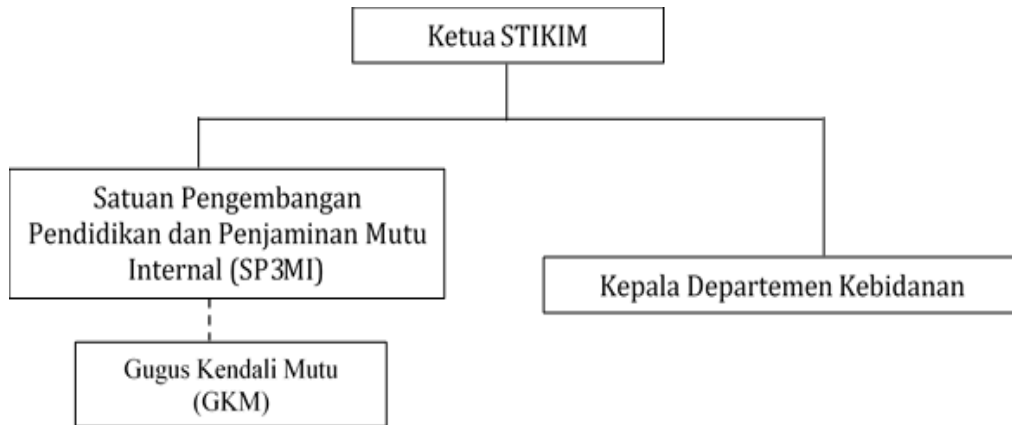 Ketua STIKIM
Satuan Pengembangan
Pendidikan dan Penjaminan Mutu
Internal (SP3MI)
Kepala Departemen Kebidanan
Gugus Kendali Mutu
(GKM)